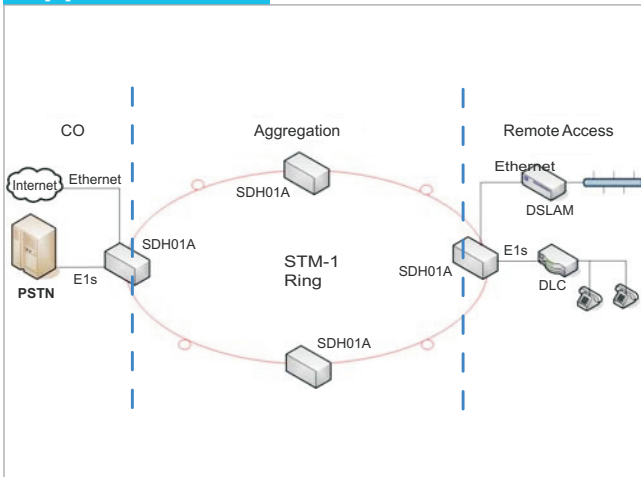 CO
Aggregation
Remote Access
Internet
Ethernet
SDH01A
Ethernet
DSLAM
SDH01A
PSTN
E1s
STM-1
Ring
SDH01A
E1s
DLC
SDH01A